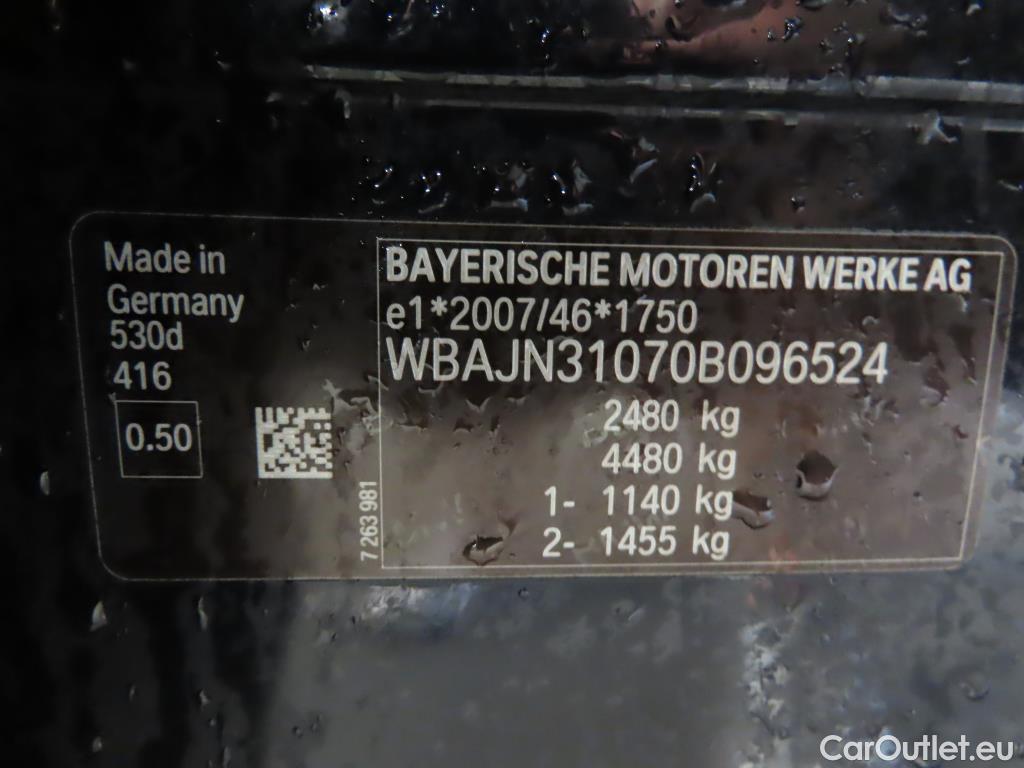 Made in
Germany
530d
416
0.50
7 263 981
BAYERISCHE MOTOREN WERKE AG
e1*2007/46*1750
WBAJN31070B096524
2480 kg
4480 kg
1- 1140 kg
2- 1455 kg
CarOutlet.eu